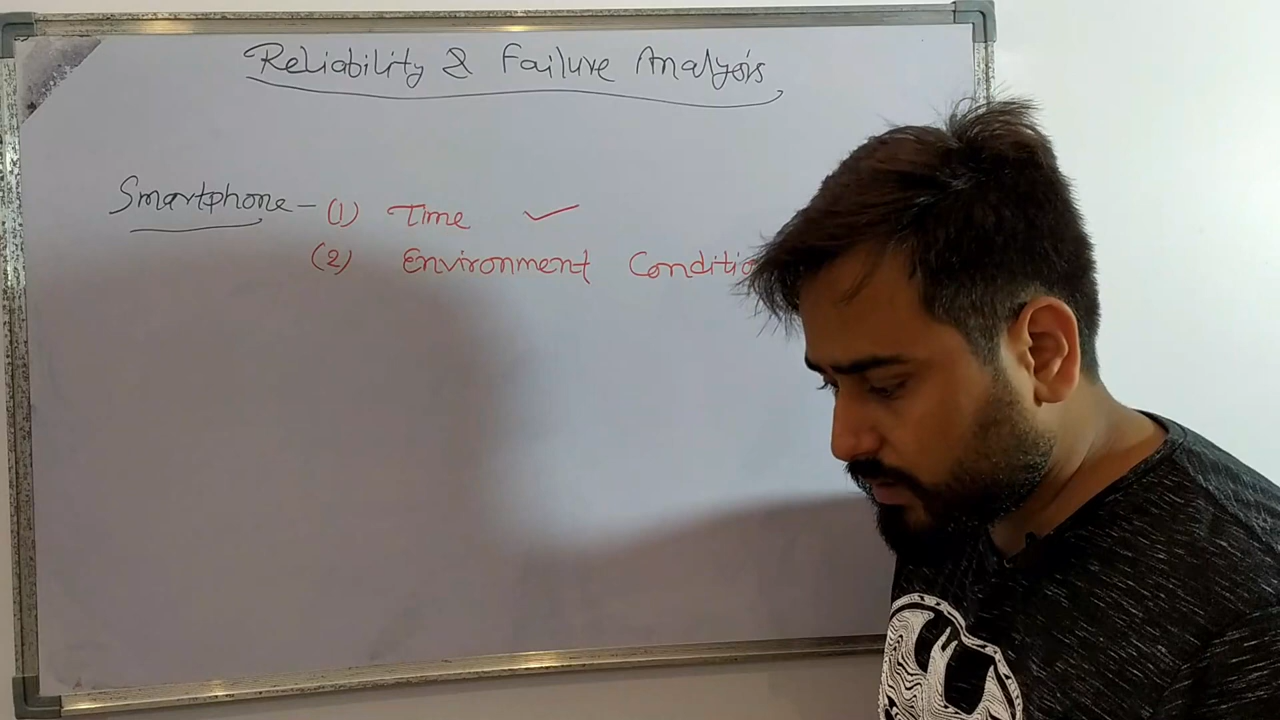 Reliability & Failure Analysis
Smartphone - (1) Time ✓
(2) Environment